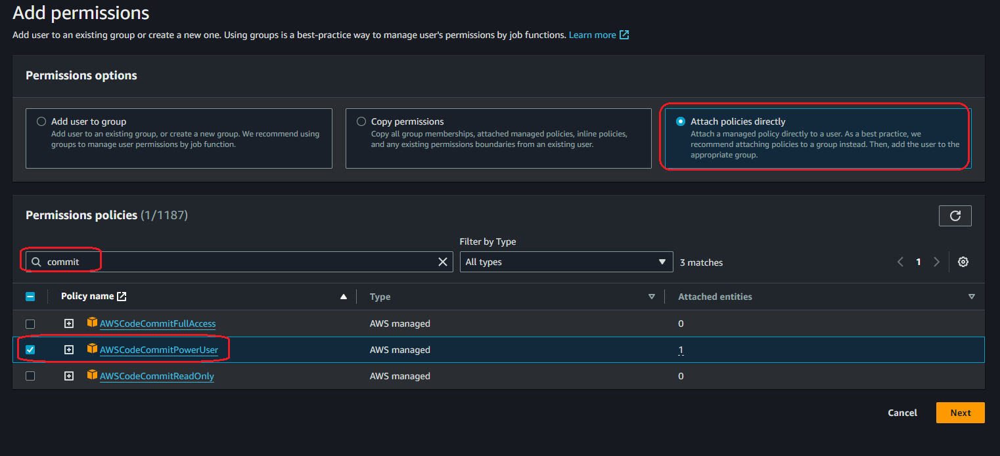 Add permissions
Add user to an existing group or create a new one. Using groups is a best-practice way to manage user's permissions by job functions. Learn more
Permissions options
Add user to group
Add user to an existing group, or create a new group. We recommend using
groups to manage user permissions by job function.
Copy permissions
Copy all group memberships, attached managed policies, inline policies,
and any existing permissions boundaries from an existing user.
Attach policies directly
Attach a managed policy directly to a user. As a best practice, we
recommend attaching policies to a group instead. Then, add the user to the
appropriate group.
Permissions policies (1/1187)
Filter by Type
commit
All types
3 matches
1
Policy name
Type
Attached entities
AWSCodeCommitFullAccess AWS managed 0
AWSCodeCommitPowerUser AWS managed 1
AWSCodeCommitReadOnly AWS managed 0
Cancel
Next